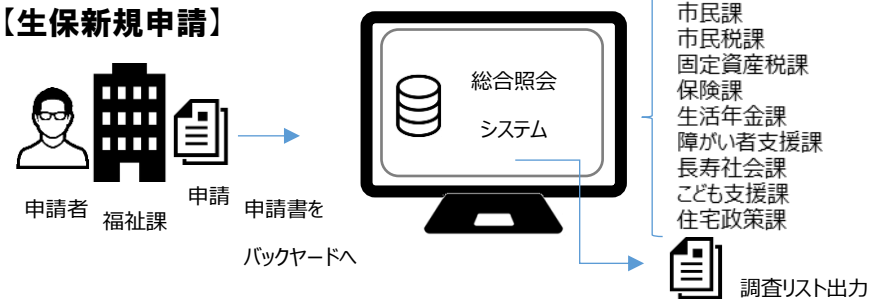 【生保新規申請】
申請者
福祉課
申請
申請書を
バックヤードへ
総合照会
システム
市民課
市民税課
固定資産税課
保険課
生活年金課
障がい者支援課
長寿社会課
こども支援課
住宅政策課
調査リスト出力